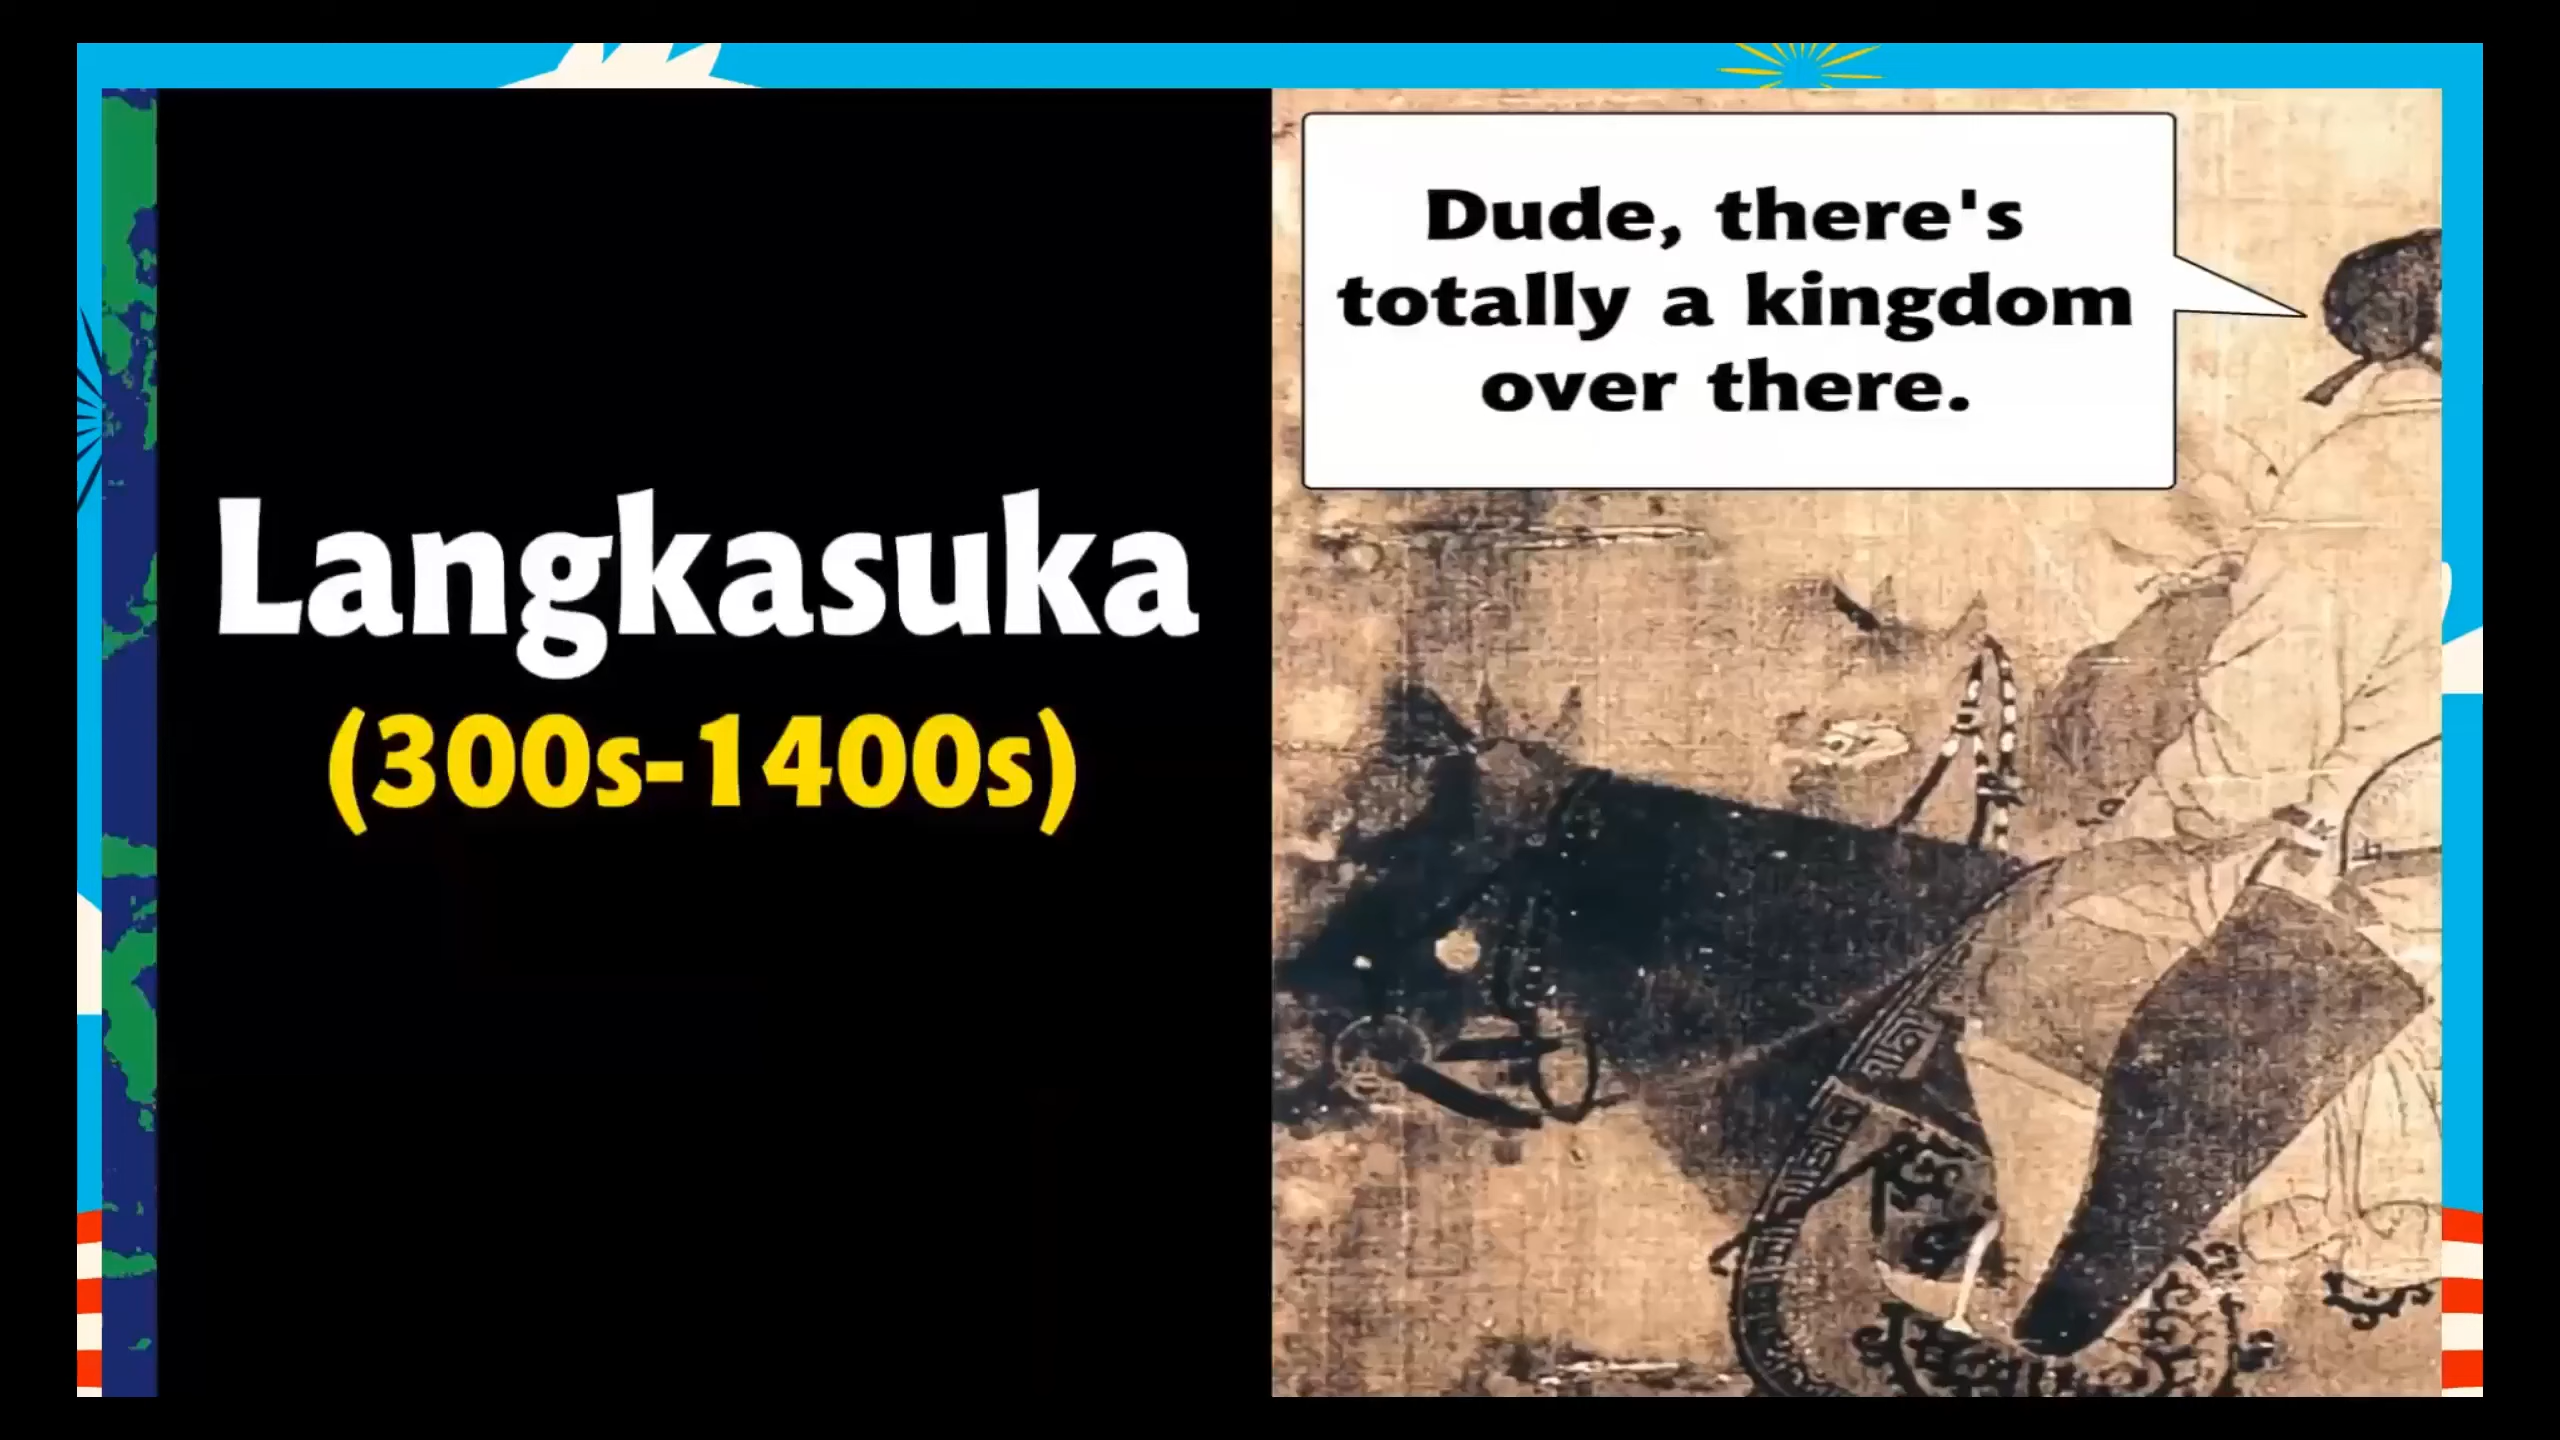 Langkasuka
(300s-1400s)
Dude, there's
totally a kingdom
over there.